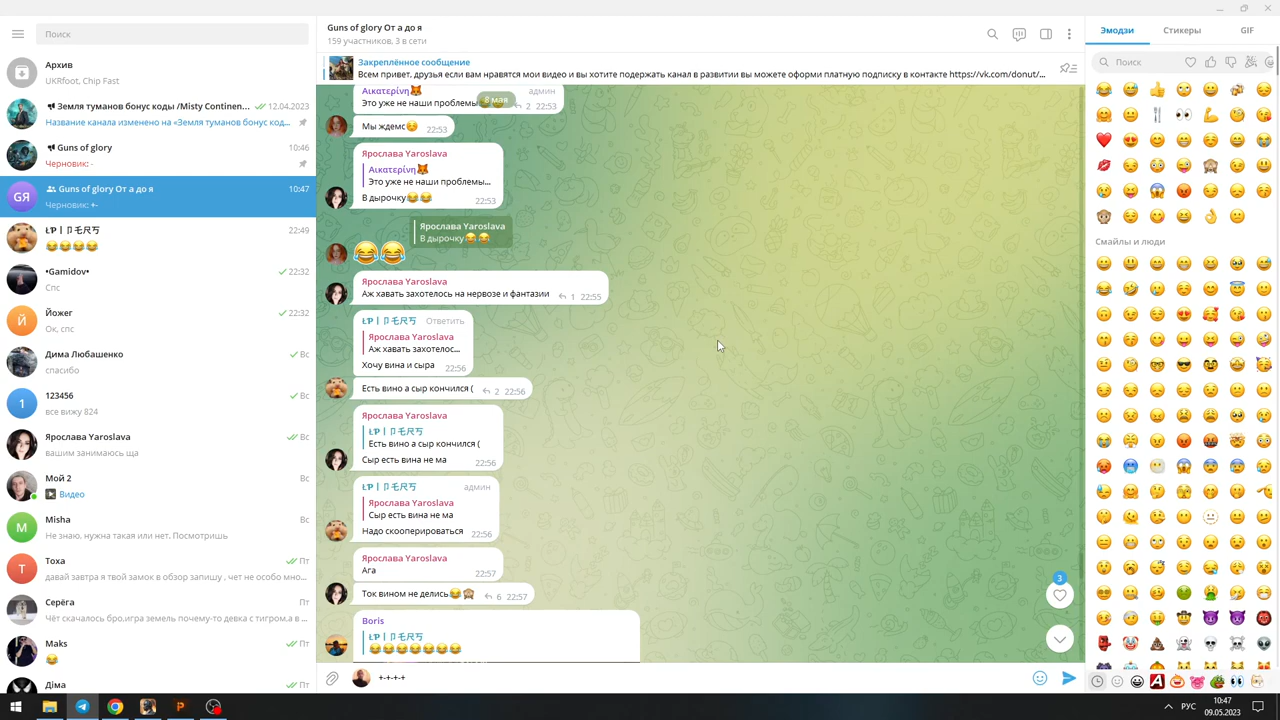 Поиск
Архив
UKRfoot, Chip Fast
Земля туманов бонус коды /Misty Continen...
12.04.2023
Название канала изменено на «Земля туманов бонус код...
Guns of glory
10:46
Черновик: -
 GЯ
Guns of glory От а до я
10:47
Черновик: +-
22:49
•Gamidov•
22:32
Спс
Й
Йожег
22:32
Ок, спс
Дима Любашенко
Вс
спасибо
1
123456
Вс
все вижу 824
Ярослава Yaroslava
Вс
вашим занимаюсь ща
Мой 2
Вс
Видео
M
Misha
Вс
Не знаю, нужна такая или нет. Посмотришь
T
Тоха
Пт
давай завтра я твой замок в обзор запишу , чет не особо мно...
Серёга
Пт
Чёт скачалось бро.игра земель почему-то девка с тигром.а в ...
Maks
Пт
Діма
Пт
Guns of glory От а до я
159 участников. 3 в сети
Закреплённое сообщение
Всем привет, друзья если вам нравятся мои видео и вы хотите подержать канал в развитии вы можете оформи платную подписку в контакте https://vk.com/donut/...
8 мая
Αικατερίνη
админ
Это уже не наши проблемы
2 22:53
Мы ждемс
22:53
Ярослава Yaroslava
Αικατερίνη
Это уже не наши проблемы...
В дырочку
22:53
Ярослава Yaroslava
В дырочку
Ярослава Yaroslava
Аж хавать захотелось на нервозе и фантазии
1 22:55
Ответить
Ярослава Yaroslava
Аж хавать захотелос...
Хочу вина и сыра
22:56
Есть вино а сыр кончился (
2 22:56
Ярослава Yaroslava
Есть вино а сыр кончился (
Сыр есть вина не ма
22:56
админ
Ярослава Yaroslava
Сыр есть вина не ма
Надо скооперироваться
22:56
Ярослава Yaroslava
Ага
22:57
Ток вином не делись
6 22:57
Boris
3
+-+-+-+
Эмодзи
Стикеры
GIF
Поиск
Смайлы и люди
РУС
10:47
09.05.2023